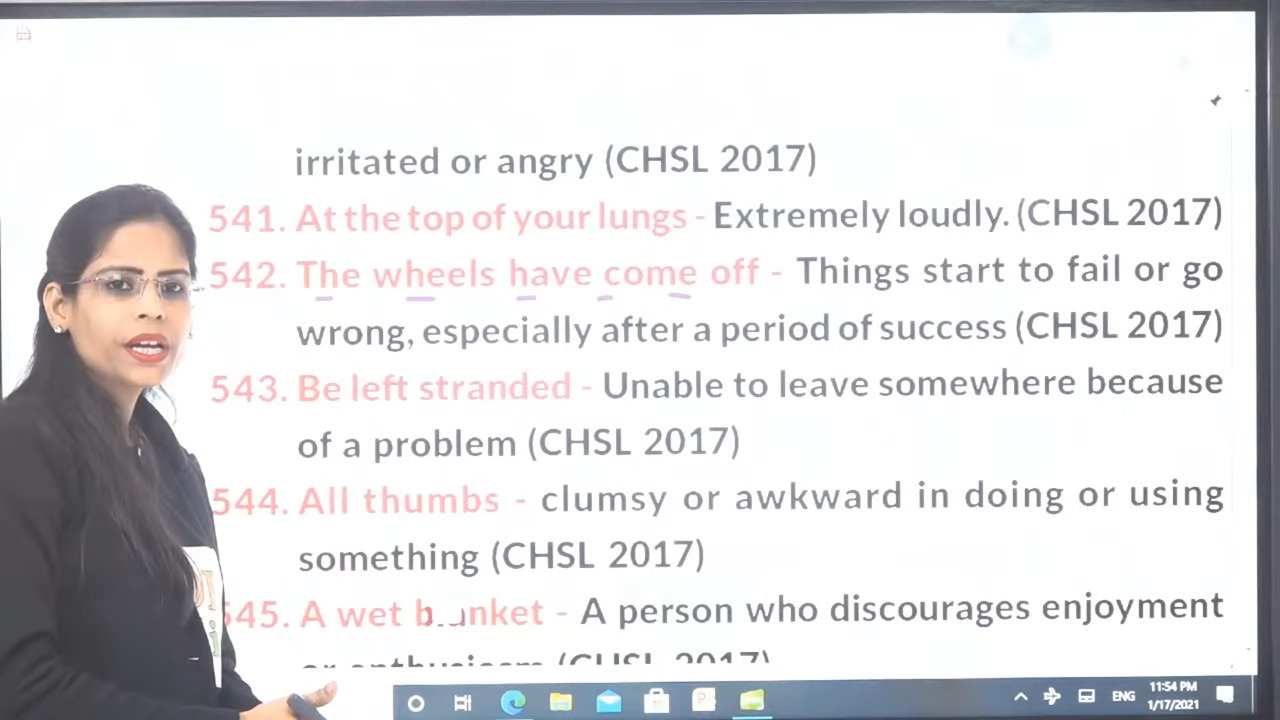 irritated or angry (CHSL 2017)
541. At the top of your lungs - Extremely loudly. (CHSL 2017)
542. The wheels have come off - Things start to fail or go
wrong, especially after a period of success (CHSL 2017)
543. Be left stranded - Unable to leave somewhere because
of a problem (CHSL 2017)
544. All thumbs - clumsy or awkward in doing or using
something (CHSL 2017)
545. A wet blanket - A person who discourages enjoyment
or enthusiasm (CHSL 2017)
ENG
11:54 PM
1/17/2021